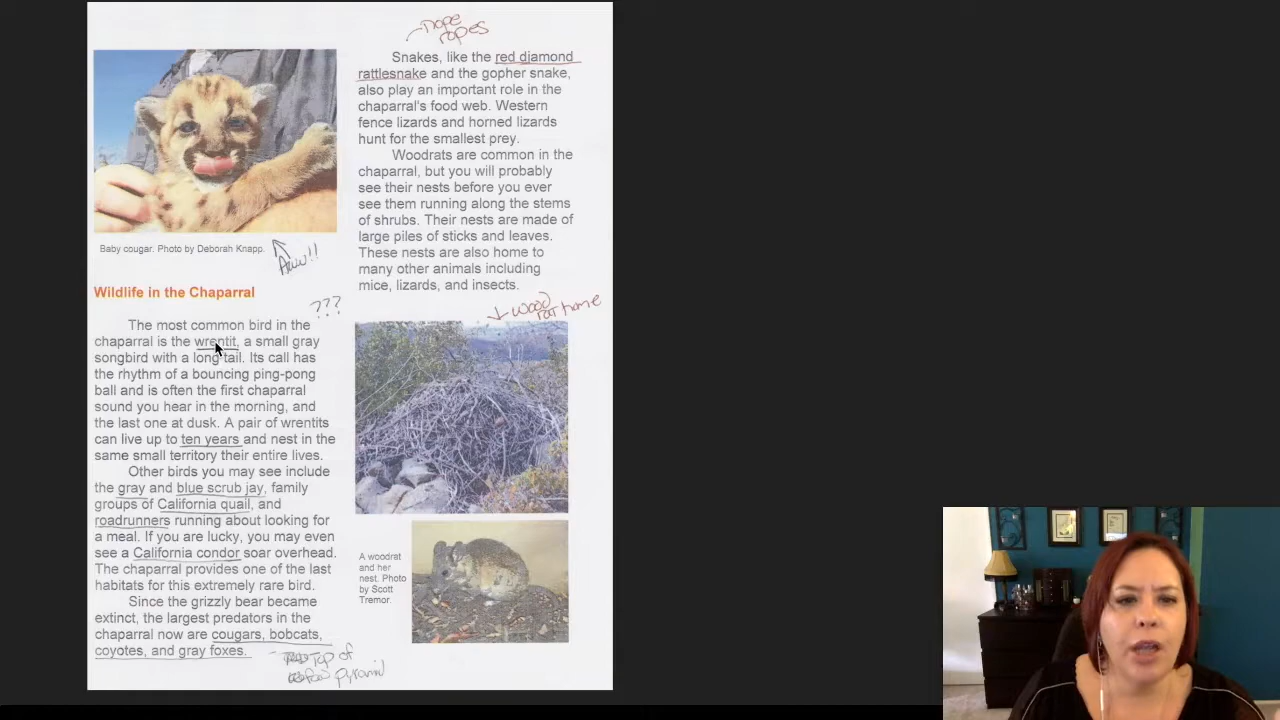 Baby cougar. Photo by Deborah Knapp.
Aww!!
Wildlife in the Chaparral
???
The most common bird in the
chaparral is the wrentit, a small gray
songbird with a long tail. Its call has
the rhythm of a bouncing ping-pong
ball and is often the first chaparral
sound you hear in the morning, and
the last one at dusk. A pair of wrentits
can live up to ten years and nest in the
same small territory their entire lives.
Other birds you may see include
the gray and blue scrub jay, family
groups of California quail, and
roadrunners running about looking for
a meal. If you are lucky, you may even
see a California condor soar overhead.
The chaparral provides one of the last
habitats for this extremely rare bird.
Since the grizzly bear became
extinct, the largest predators in the
chaparral now are cougars, bobcats,
coyotes, and gray foxes.
Top of
food pyramid
nope
ropes
Snakes, like the red diamond
rattlesnake and the gopher snake,
also play an important role in the
chaparral's food web. Western
fence lizards and horned lizards
hunt for the smallest prey.
Woodrats are common in the
chaparral, but you will probably
see their nests before you ever
see them running along the stems
of shrubs. Their nests are made of
large piles of sticks and leaves.
These nests are also home to
many other animals including
mice, lizards, and insects.
wood
rat home
A woodrat
and her
nest. Photo
by Scott
Tremor.